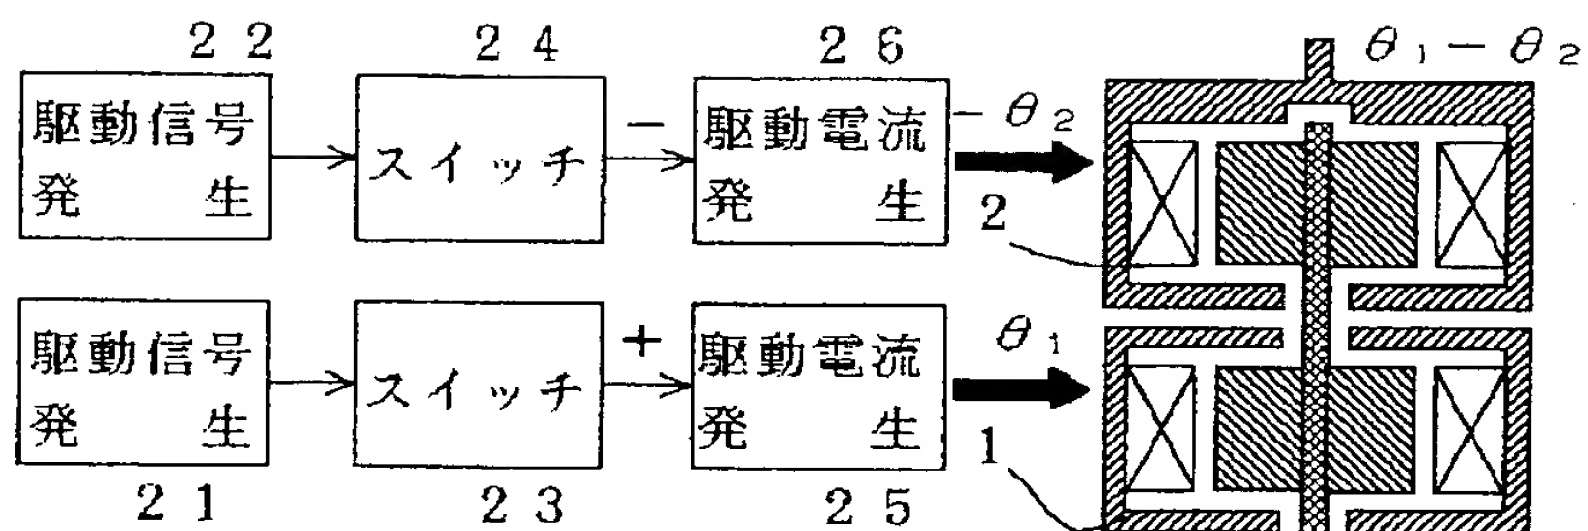 ２２ ２４ ２６ θ₁－θ₂
駆動信号
発　生
スイッチ
－
駆動電流
発　生
－θ₂
2
駆動信号
発　生
スイッチ
＋
駆動電流
発　生
θ₁
1
２１ ２３ ２５